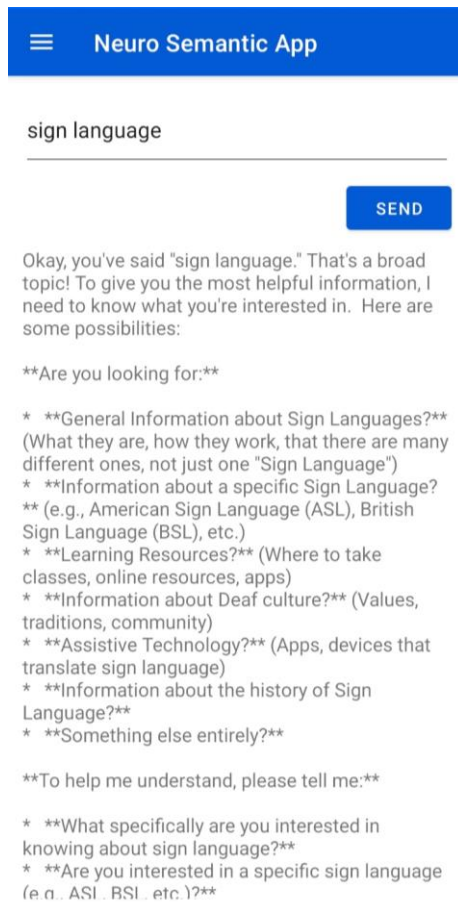 Neuro Semantic App
sign language
SEND
Okay, you've said "sign language." That's a broad
topic! To give you the most helpful information, I
need to know what you're interested in.  Here are
some possibilities:
**Are you looking for:**
*   **General Information about Sign Languages?**
(What they are, how they work, that there are many
different ones, not just one "Sign Language")
*   **Information about a specific Sign Language?
** (e.g., American Sign Language (ASL), British
Sign Language (BSL), etc.)
*   **Learning Resources?** (Where to take
classes, online resources, apps)
*   **Information about Deaf culture?** (Values,
traditions, community)
*   **Assistive Technology?** (Apps, devices that
translate sign language)
*   **Information about the history of Sign
Language?**
*   **Something else entirely?**
**To help me understand, please tell me:**
*   **What specifically are you interested in
knowing about sign language?**
*   **Are you interested in a specific sign language
(e.g., ASL, BSL, etc.)?**